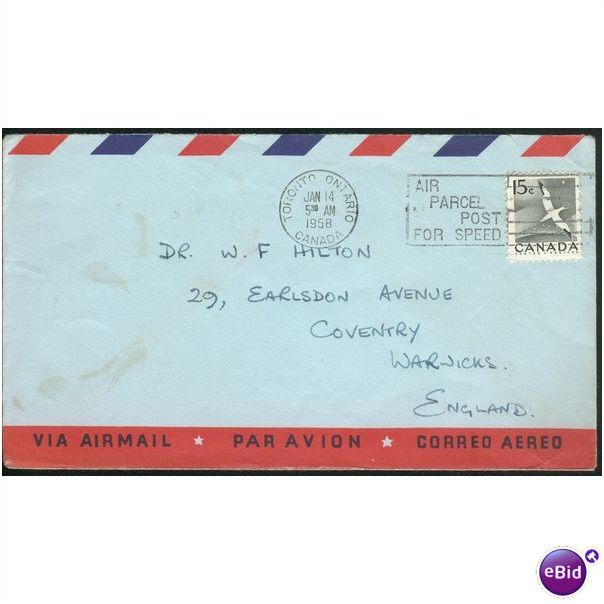 TORONTO ONTARIO
JAN 14
5 30 AM
1958
CANADA
AIR
PARCEL
POST
FOR SPEED
15c
CANADA
DR. W. F HILTON
29, EARLSDON AVENUE
COVENTRY
WARWICKS.
ENGLAND.
VIA AIRMAIL ★ PAR AVION ★ CORREO AEREO
eBid